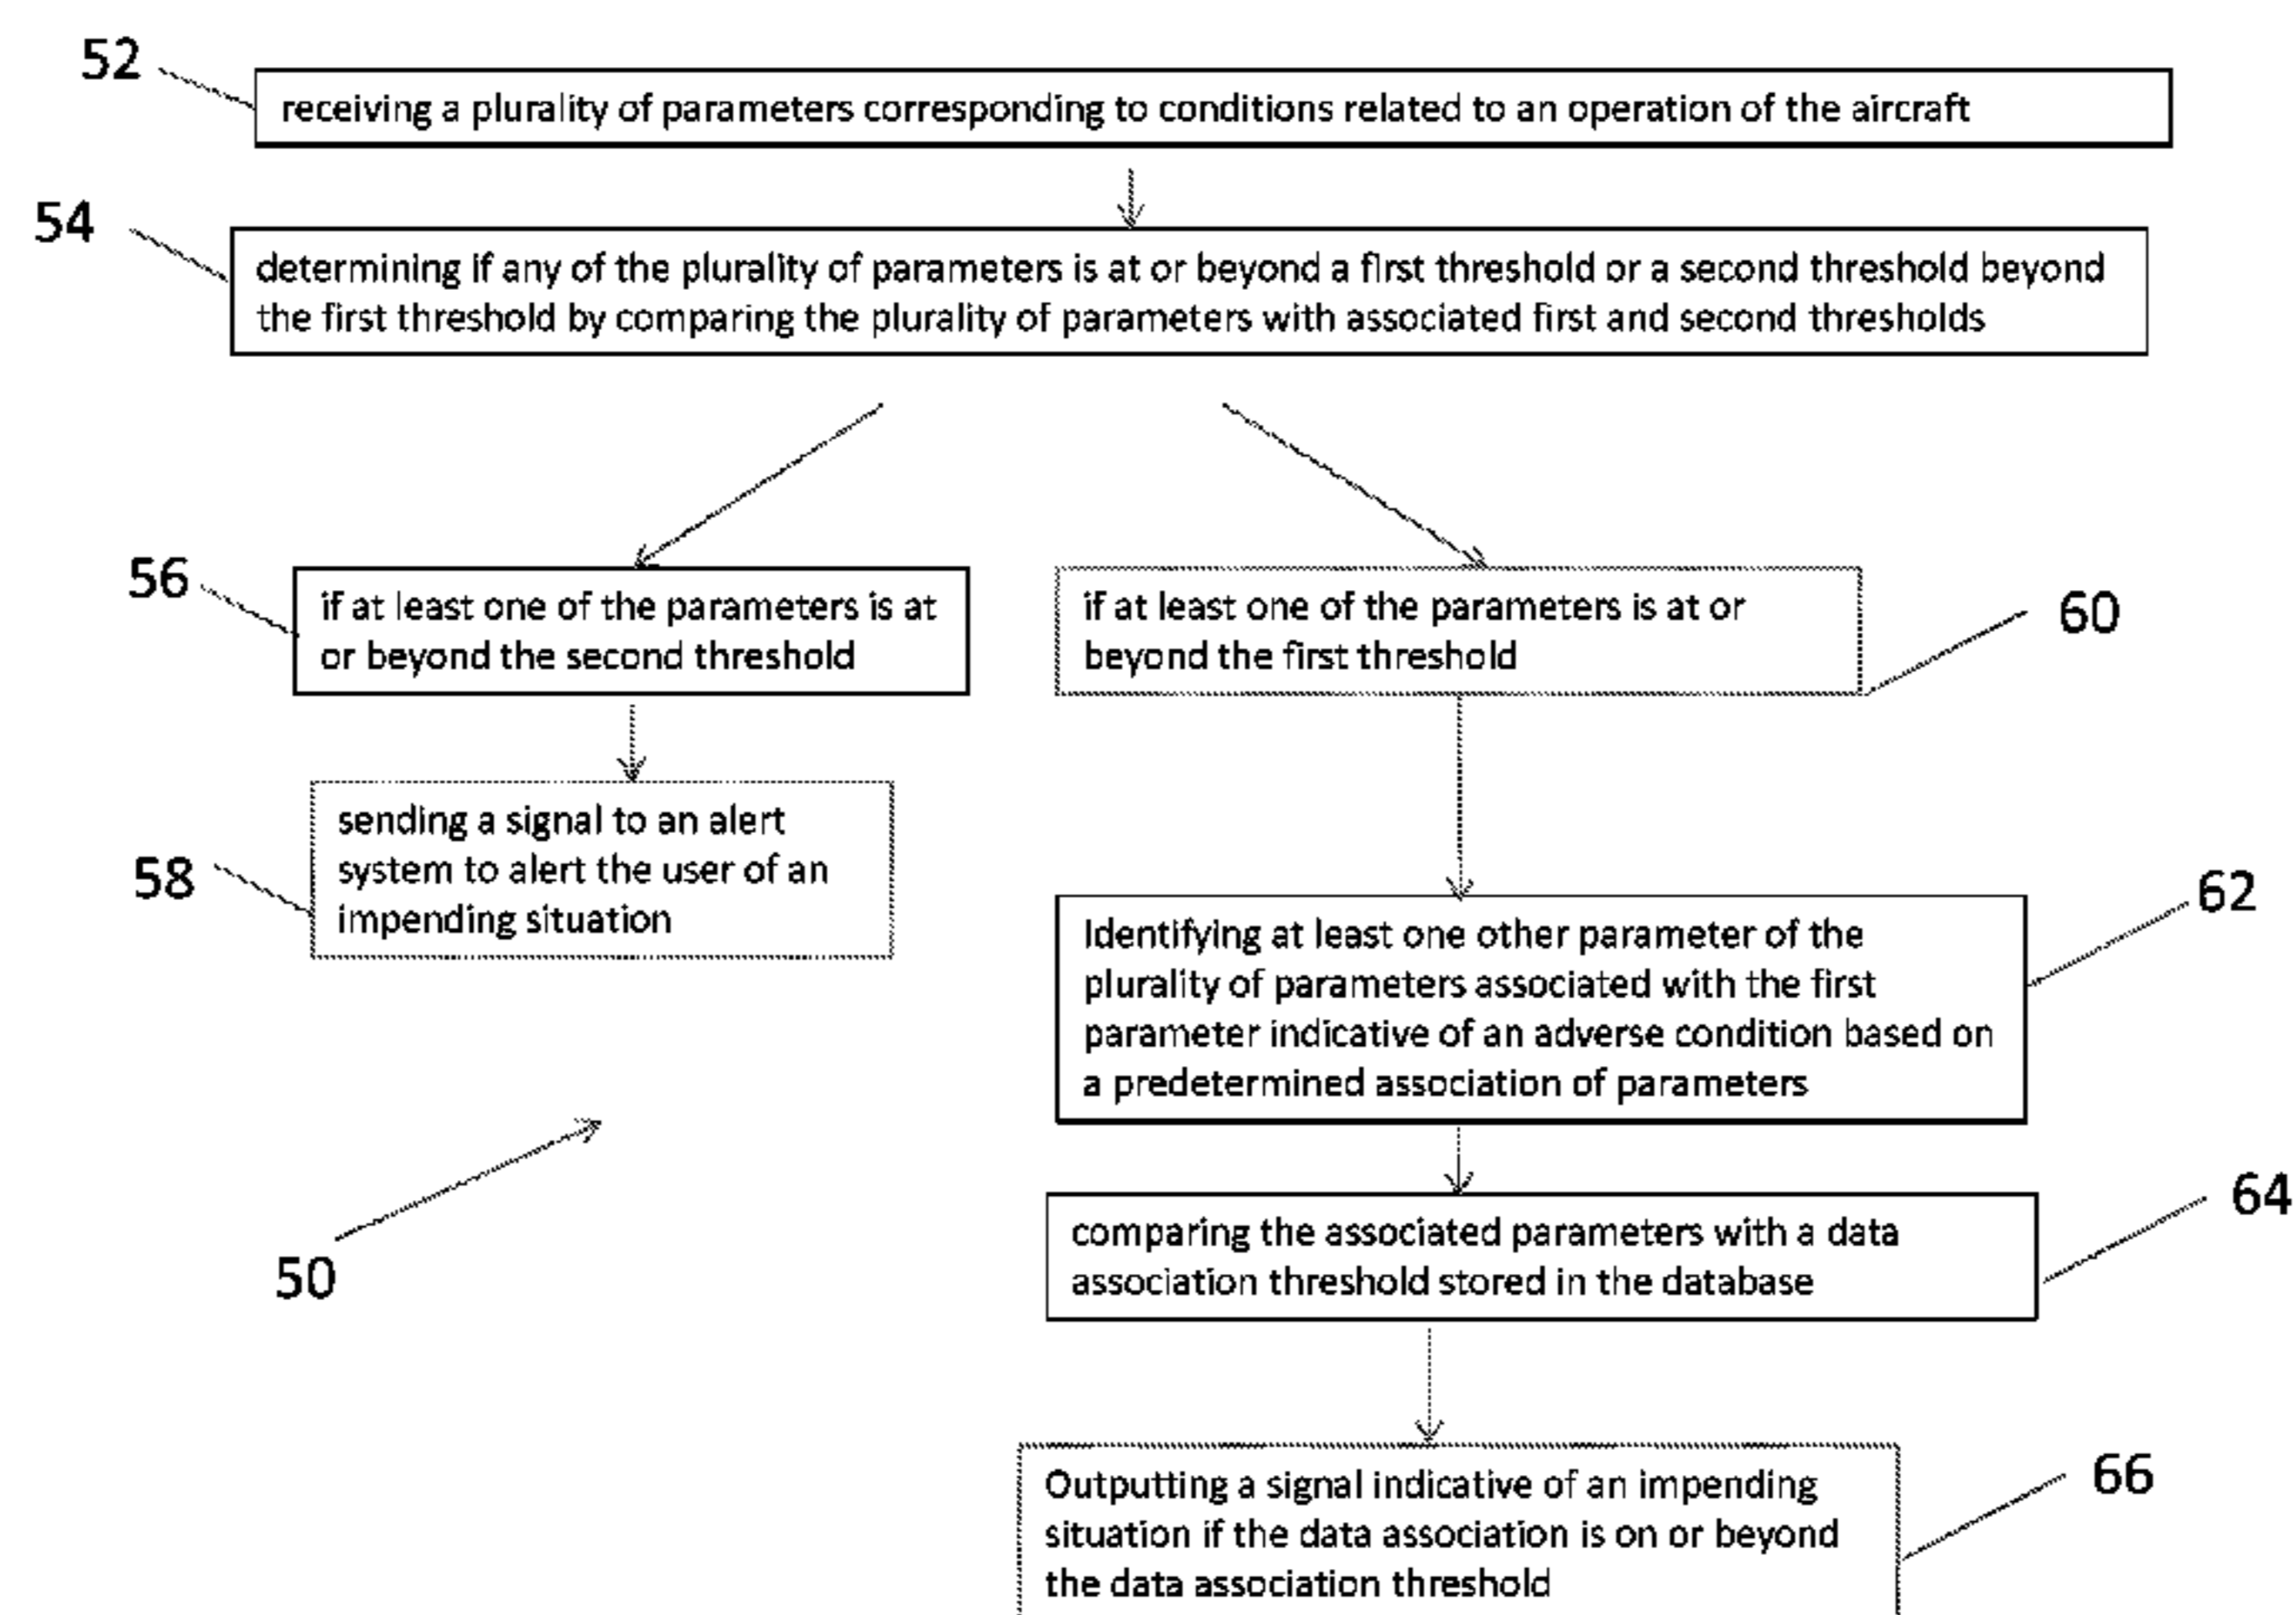 52
receiving a plurality of parameters corresponding to conditions related to an operation of the aircraft
54
determining if any of the plurality of parameters is at or beyond a first threshold or a second threshold beyond
the first threshold by comparing the plurality of parameters with associated first and second thresholds
56
if at least one of the parameters is at
or beyond the second threshold
if at least one of the parameters is at or
beyond the first threshold
60
58
sending a signal to an alert
system to alert the user of an
impending situation
62
Identifying at least one other parameter of the
plurality of parameters associated with the first
parameter indicative of an adverse condition based on
a predetermined association of parameters
50
64
comparing the associated parameters with a data
association threshold stored in the database
66
Outputting a signal indicative of an impending
situation if the data association is on or beyond
the data association threshold